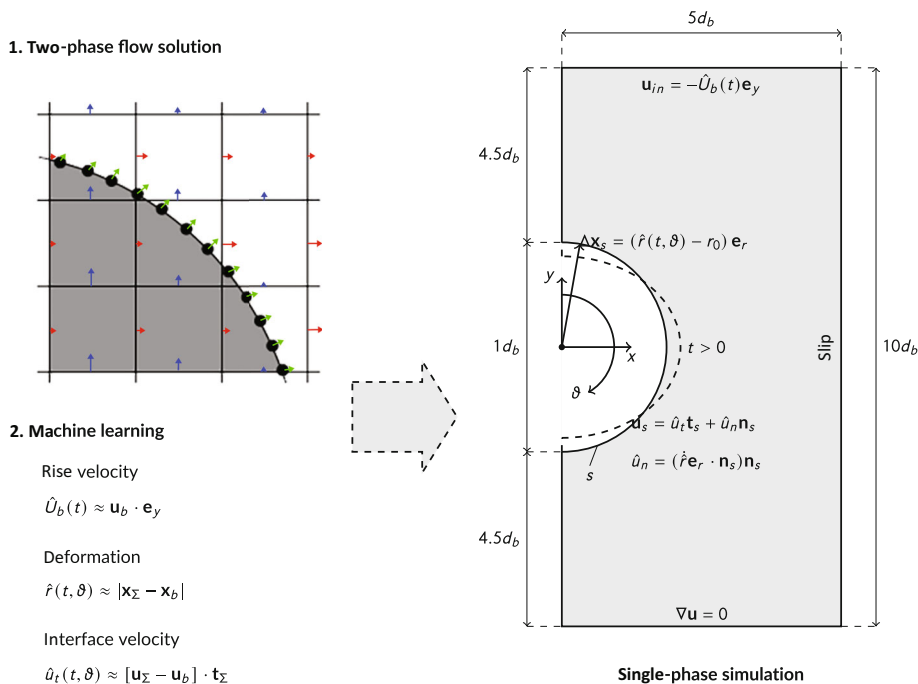 1. Two-phase flow solution
2. Machine learning
Rise velocity
Û_b(t) ≈ u_b · e_y
Deformation
r̂(t, ϑ) ≈ |x_Σ − x_b|
Interface velocity
û_t(t, ϑ) ≈ [u_Σ − u_b] · t_Σ
5d_b
u_in = −Û_b(t)e_y
4.5d_b
Δx_s = (r̂(t, ϑ) − r_0) e_r
y
1d_b
x
t > 0
Slip
10d_b
ϑ
u_s = û_t t_s + û_n n_s
û_n = (r̂̇e_r · n_s)n_s
s
4.5d_b
∇u = 0
Single-phase simulation